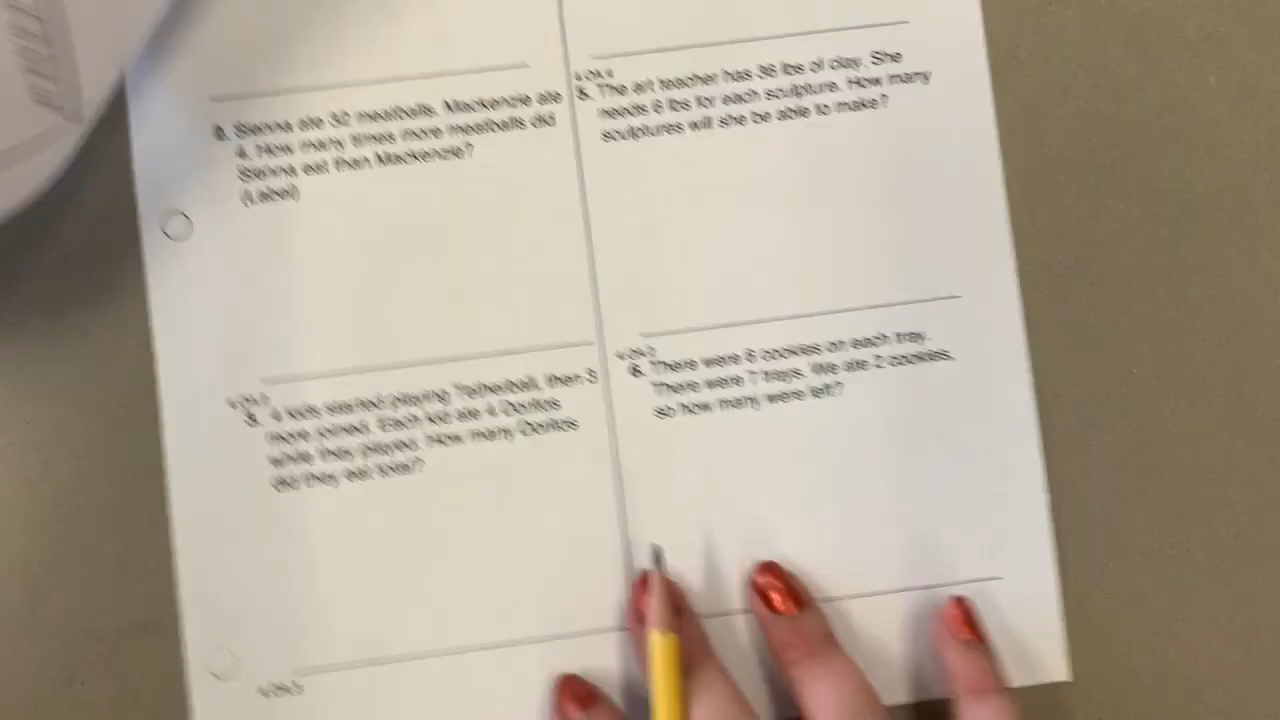 Sienna ate 32 meatballs. Mackenzie ate
4. How many times more meatballs did
Sienna eat than Mackenzie?
(Label)
The art teacher has 36 lbs of clay. She
needs 6 lbs for each sculpture. How many
sculptures will she be able to make?
4 kids started playing Tetherball, then 3
more joined. Each kid ate 4 Doritos
while they played. How many Doritos
did they eat total?
6. There were 6 cookies on each tray.
There were 7 trays. We ate 2 cookies,
so how many were left?